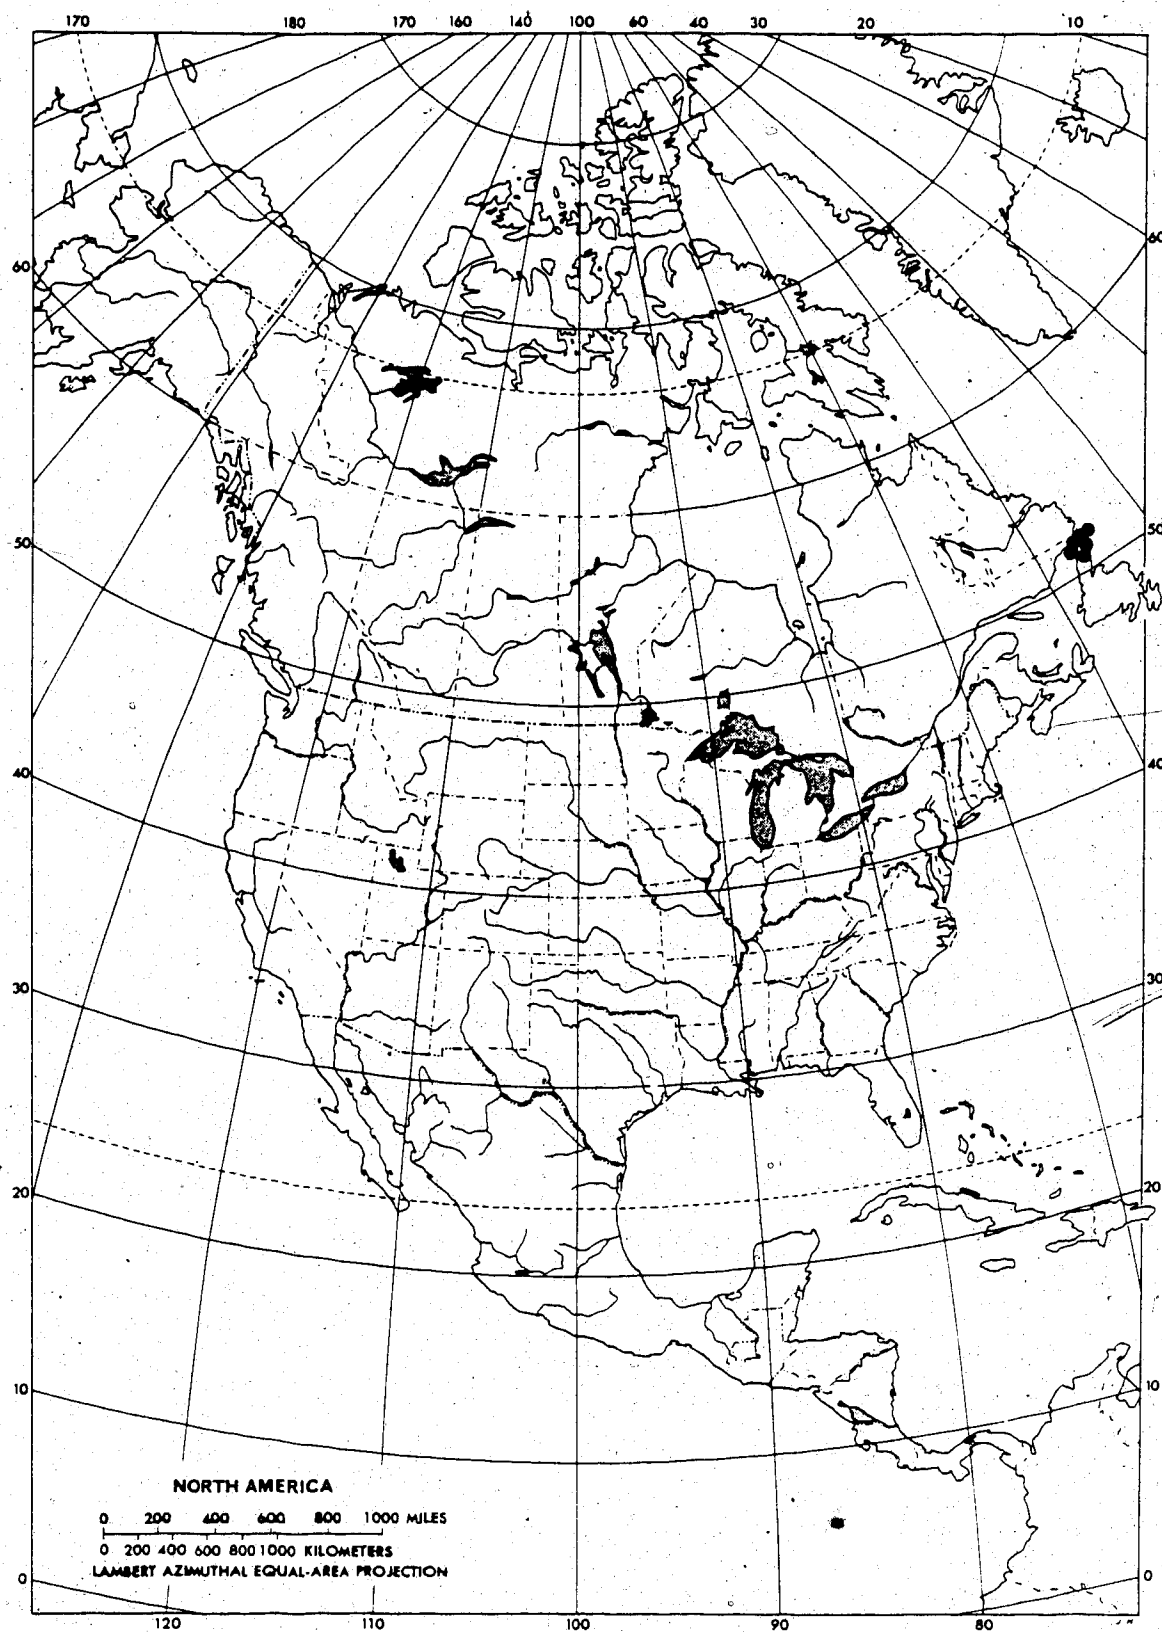 170 180 170 160 140 100 60 40 30 20 10
60 60
50 50
40 40
30 30
20 20
10 10
NORTH AMERICA
0 200 400 600 800 1000 MILES
0 200 400 600 800 1000 KILOMETERS
LAMBERT AZIMUTHAL EQUAL-AREA PROJECTION
0 0
120 110 100 90 80